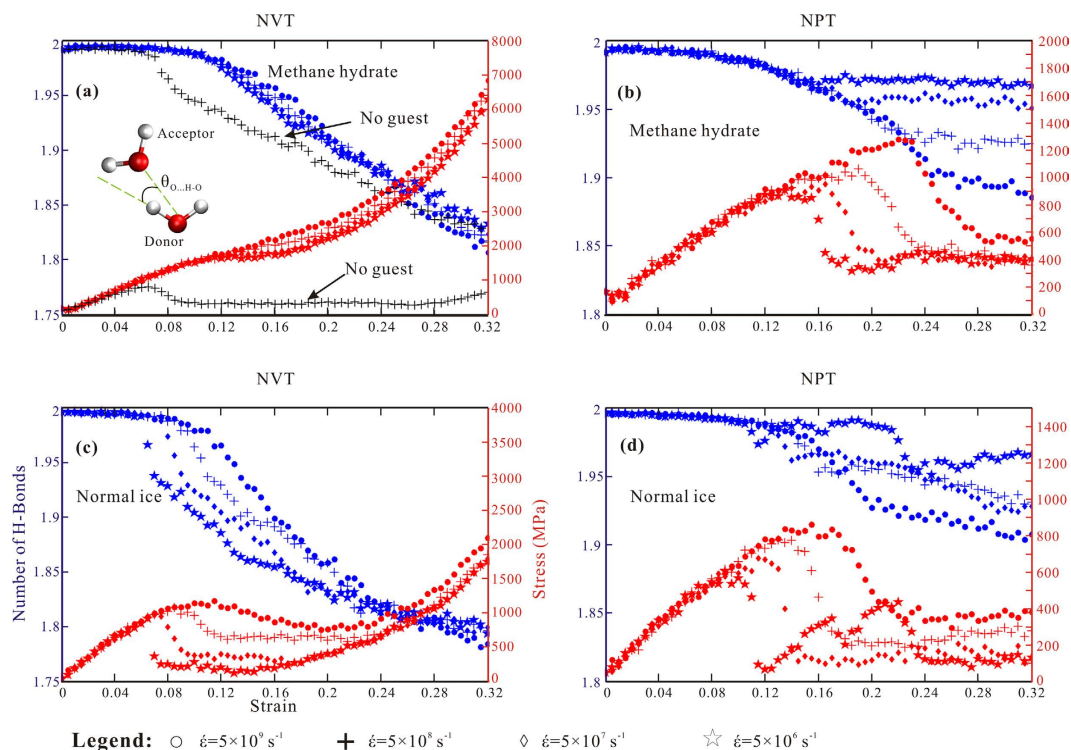 NVT
NPT
2
1.95
1.9
1.85
1.8
1.75
0 0.04 0.08 0.12 0.16 0.2 0.24 0.28 0.32
8000
7000
6000
5000
4000
3000
2000
1000
0
(a)
Methane hydrate
No guest
Acceptor
θO...H-O
Donor
No guest
2
1.95
1.9
1.85
1.8
0 0.04 0.08 0.12 0.16 0.2 0.24 0.28 0.32
2000
1800
1600
1400
1200
1000
800
600
400
200
0
(b)
Methane hydrate
NVT
NPT
Number of H-Bonds
2
1.95
1.9
1.85
1.8
1.75
0 0.04 0.08 0.12 0.16 0.2 0.24 0.28 0.32
Strain
4000
3500
3000
2500
2000
1500
1000
500
0
Stress (MPa)
(c)
Normal ice
2
1.95
1.9
1.85
1.8
0 0.04 0.08 0.12 0.16 0.2 0.24 0.28 0.32
1400
1200
1000
800
600
400
200
0
(d)
Normal ice
Legend: ○ έ=5×10⁹ s⁻¹ + έ=5×10⁸ s⁻¹ ◊ έ=5×10⁷ s⁻¹ ☆ έ=5×10⁶ s⁻¹